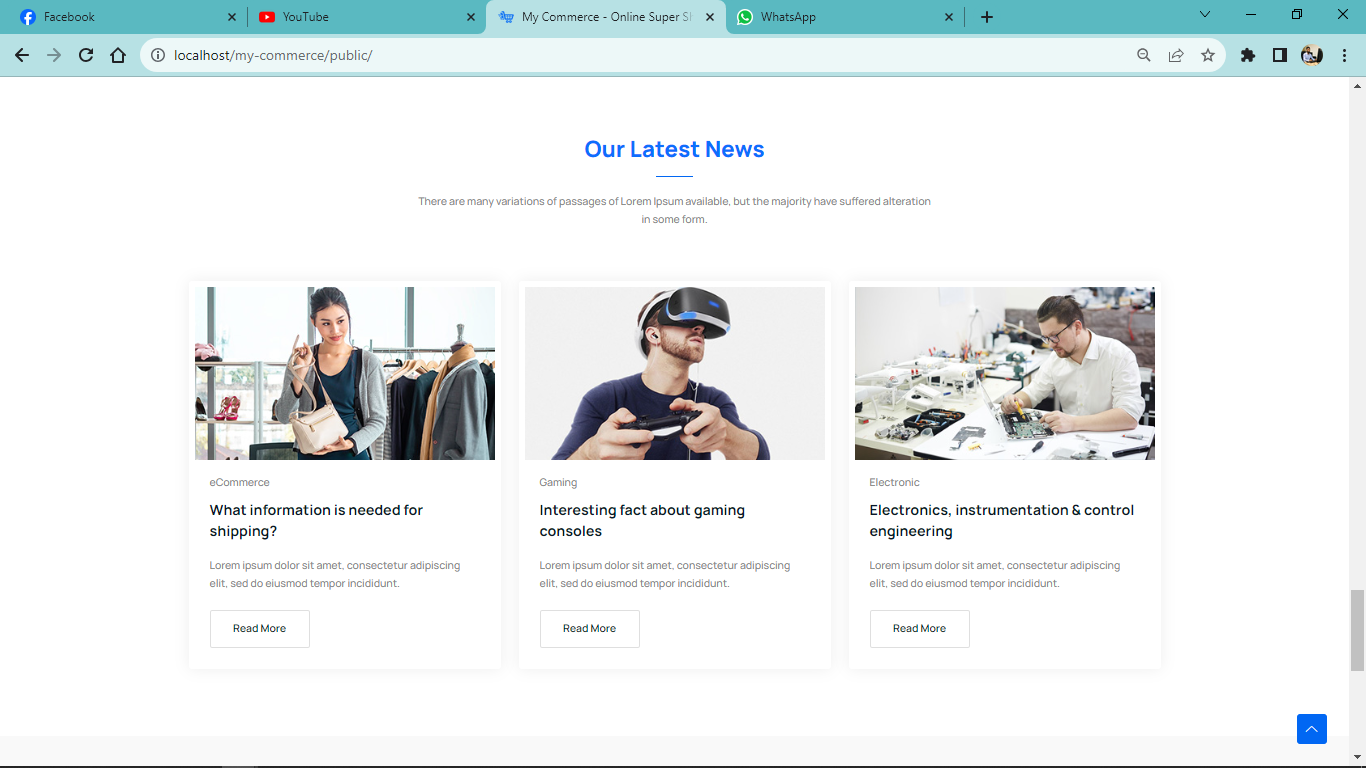 Facebook
YouTube
My Commerce - Online Super Sh
WhatsApp
localhost/my-commerce/public/
Our Latest News
There are many variations of passages of Lorem Ipsum available, but the majority have suffered alteration
in some form.
eCommerce
What information is needed for
shipping?
Lorem ipsum dolor sit amet, consectetur adipiscing
elit, sed do eiusmod tempor incididunt.
Read More
Gaming
Interesting fact about gaming
consoles
Lorem ipsum dolor sit amet, consectetur adipiscing
elit, sed do eiusmod tempor incididunt.
Read More
Electronic
Electronics, instrumentation & control
engineering
Lorem ipsum dolor sit amet, consectetur adipiscing
elit, sed do eiusmod tempor incididunt.
Read More